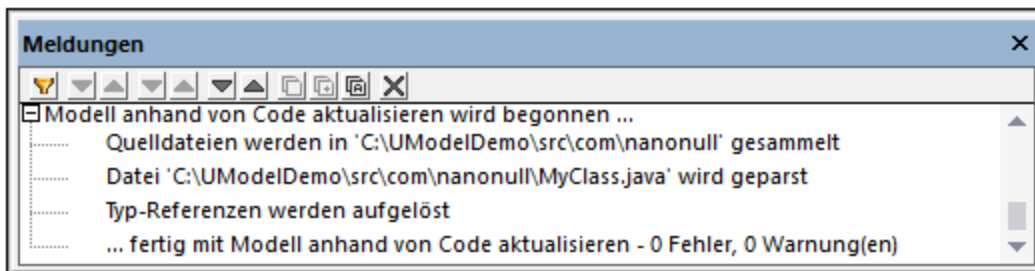 Meldungen
Modell anhand von Code aktualisieren wird begonnen ...
Quelldateien werden in 'C:\UModelDemo\src\com\nanonull' gesammelt
Datei 'C:\UModelDemo\src\com\nanonull\MyClass.java' wird geparst
Typ-Referenzen werden aufgelöst
... fertig mit Modell anhand von Code aktualisieren - 0 Fehler, 0 Warnung(en)